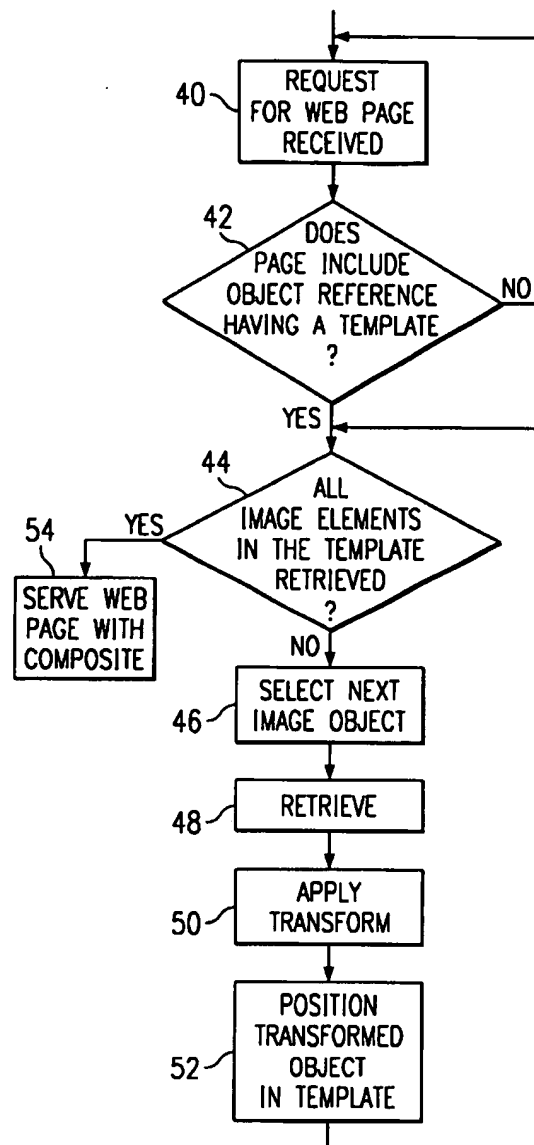 40
REQUEST
FOR WEB PAGE
RECEIVED
42
DOES
PAGE INCLUDE
OBJECT REFERENCE
HAVING A TEMPLATE
?
NO
YES
44
ALL
IMAGE ELEMENTS
IN THE TEMPLATE
RETRIEVED
?
YES
54
SERVE WEB
PAGE WITH
COMPOSITE
NO
46
SELECT NEXT
IMAGE OBJECT
48
RETRIEVE
50
APPLY
TRANSFORM
52
POSITION
TRANSFORMED
OBJECT
IN TEMPLATE